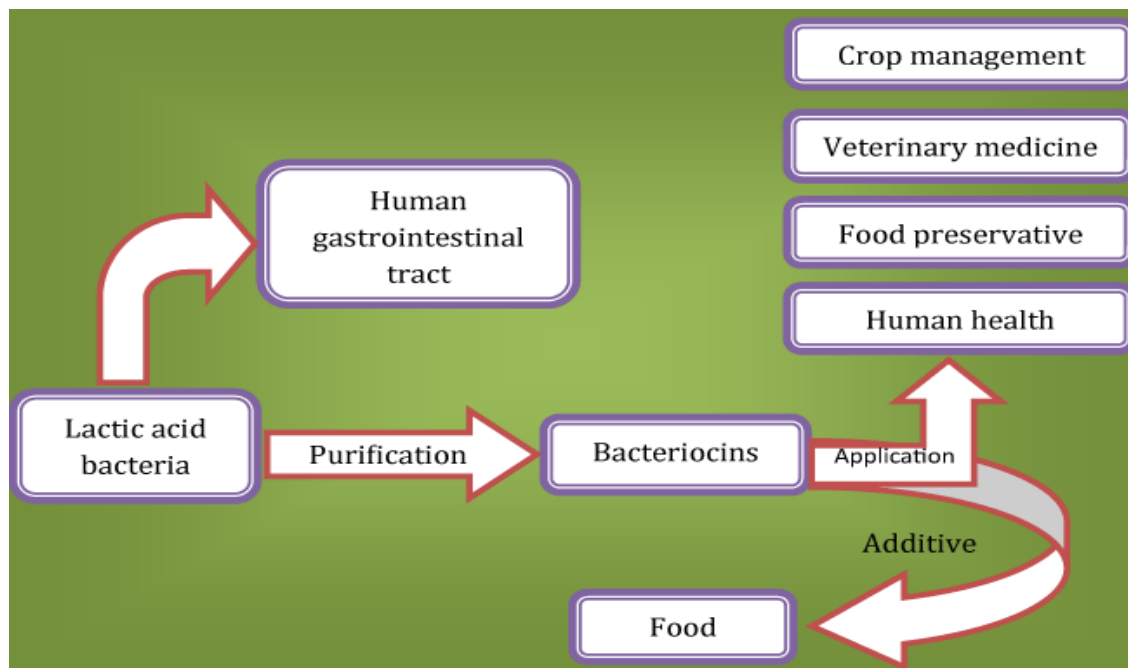 Crop management
Veterinary medicine
Food preservative
Human health
Human
gastrointestinal
tract
Lactic acid
bacteria
Purification
Bacteriocins
Application
Additive
Food